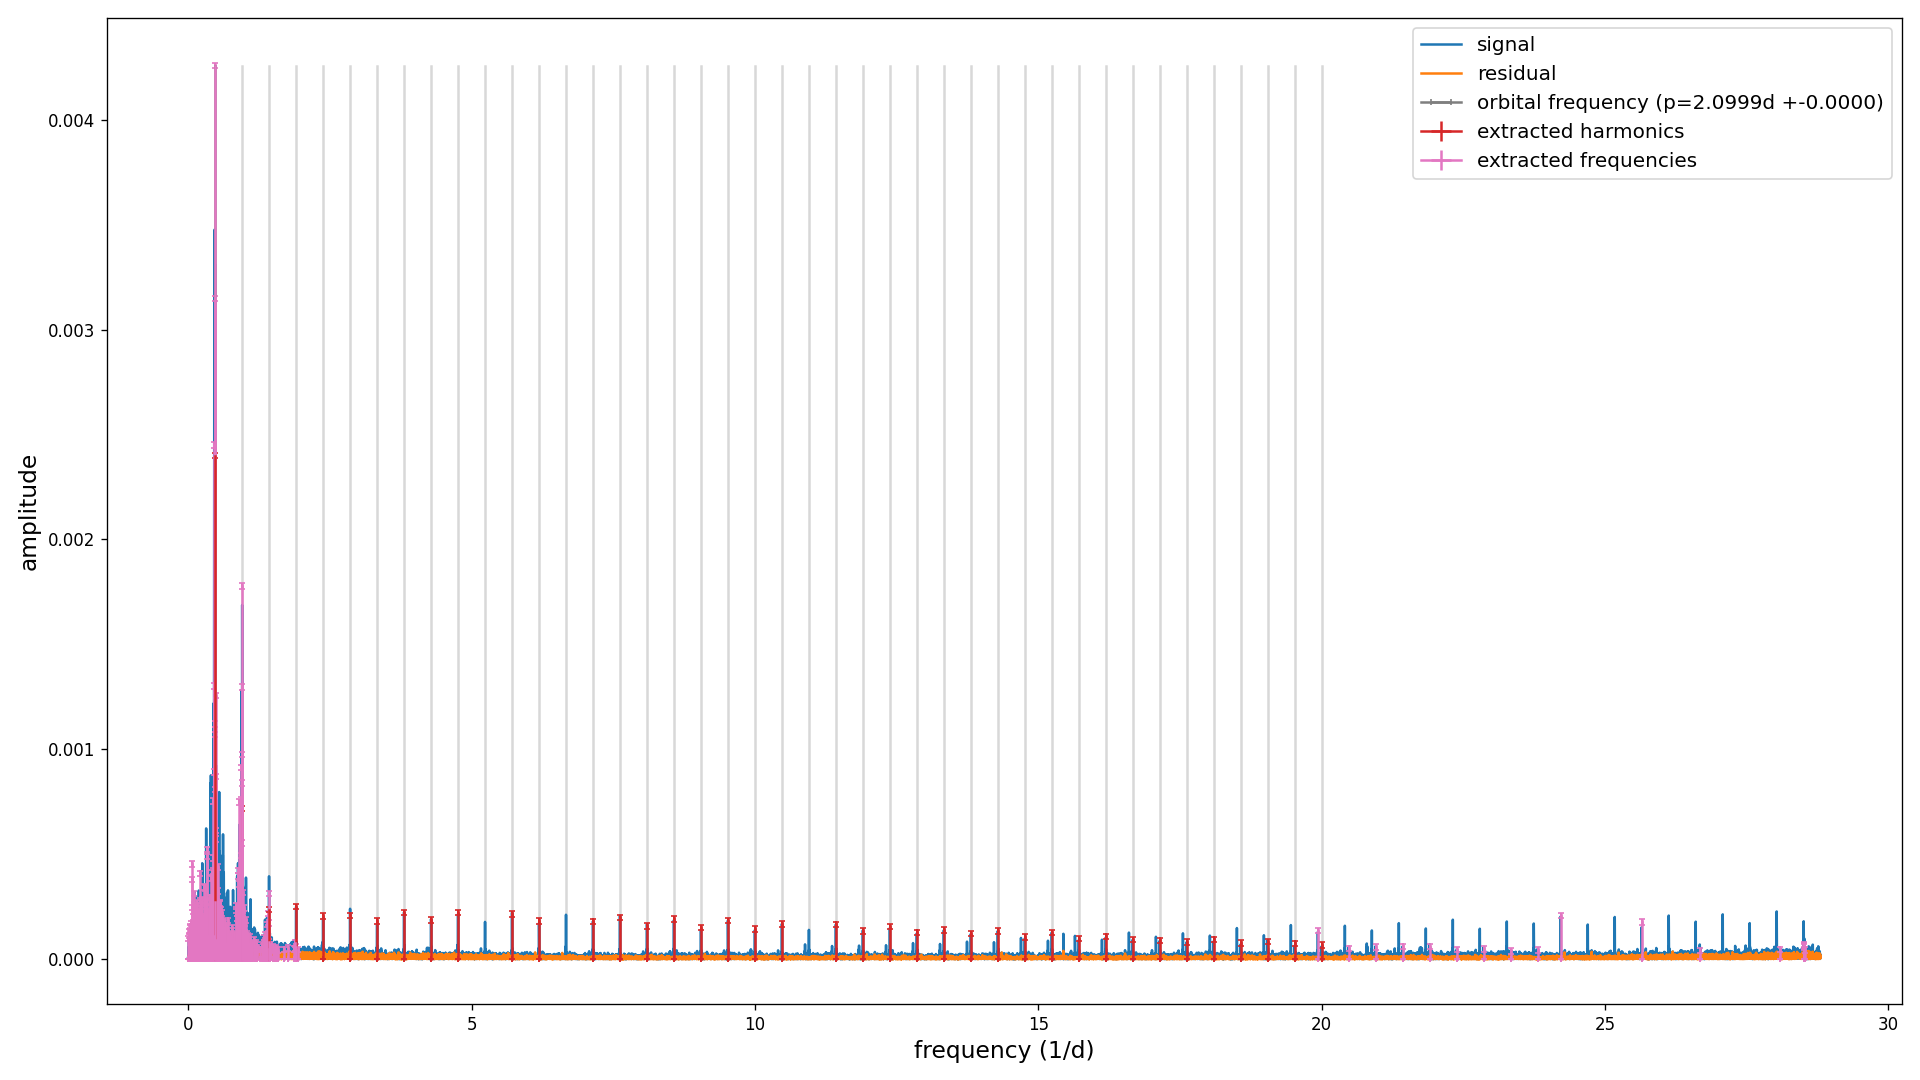 signal
residual
orbital frequency (p=2.0999d +-0.0000)
extracted harmonics
extracted frequencies
0.004
0.003
0.002
0.001
0.000
amplitude
0 5 10 15 20 25 30
frequency (1/d)